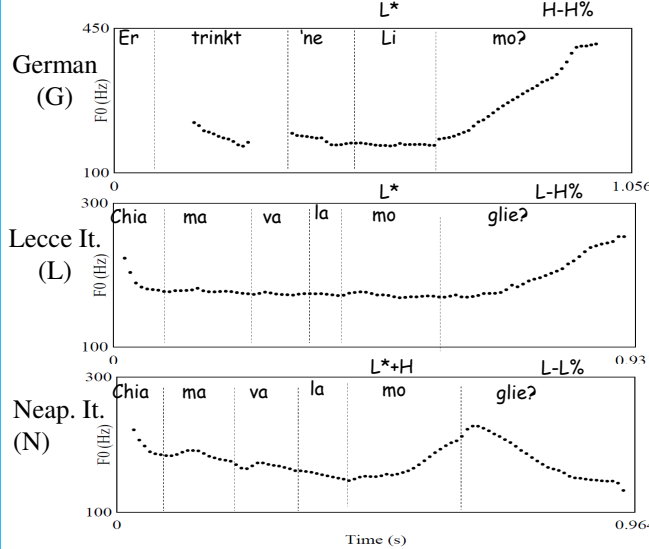 L* H-H%
450
Er trinkt 'ne Li mo?
German
(G)
F0 (Hz)
100
0 1.056
L* L-H%
300
Chia ma va la mo glie?
Lecce It.
(L)
F0 (Hz)
100
0 0.93
L*+H L-L%
300
Chia ma va la mo glie?
Neap. It.
(N)
F0 (Hz)
100
0 0.964
Time (s)